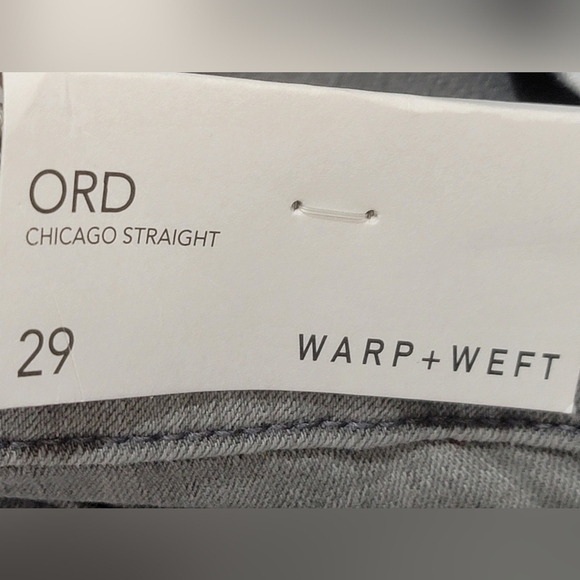 ORD
CHICAGO STRAIGHT
29
WARP + WEFT